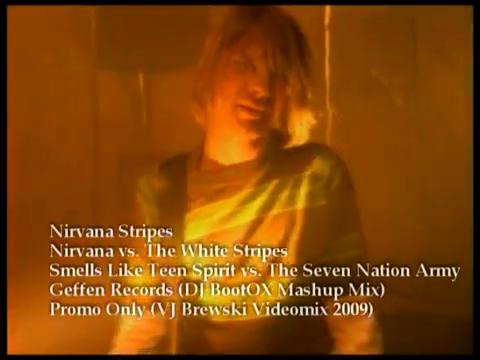 Nirvana Stripes
Nirvana vs. The White Stripes
Smells Like Teen Spirit vs. The Seven Nation Army
Geffen Records (DJ BootOX Mashup Mix)
Promo Only (VJ Brewski Videomix 2009)